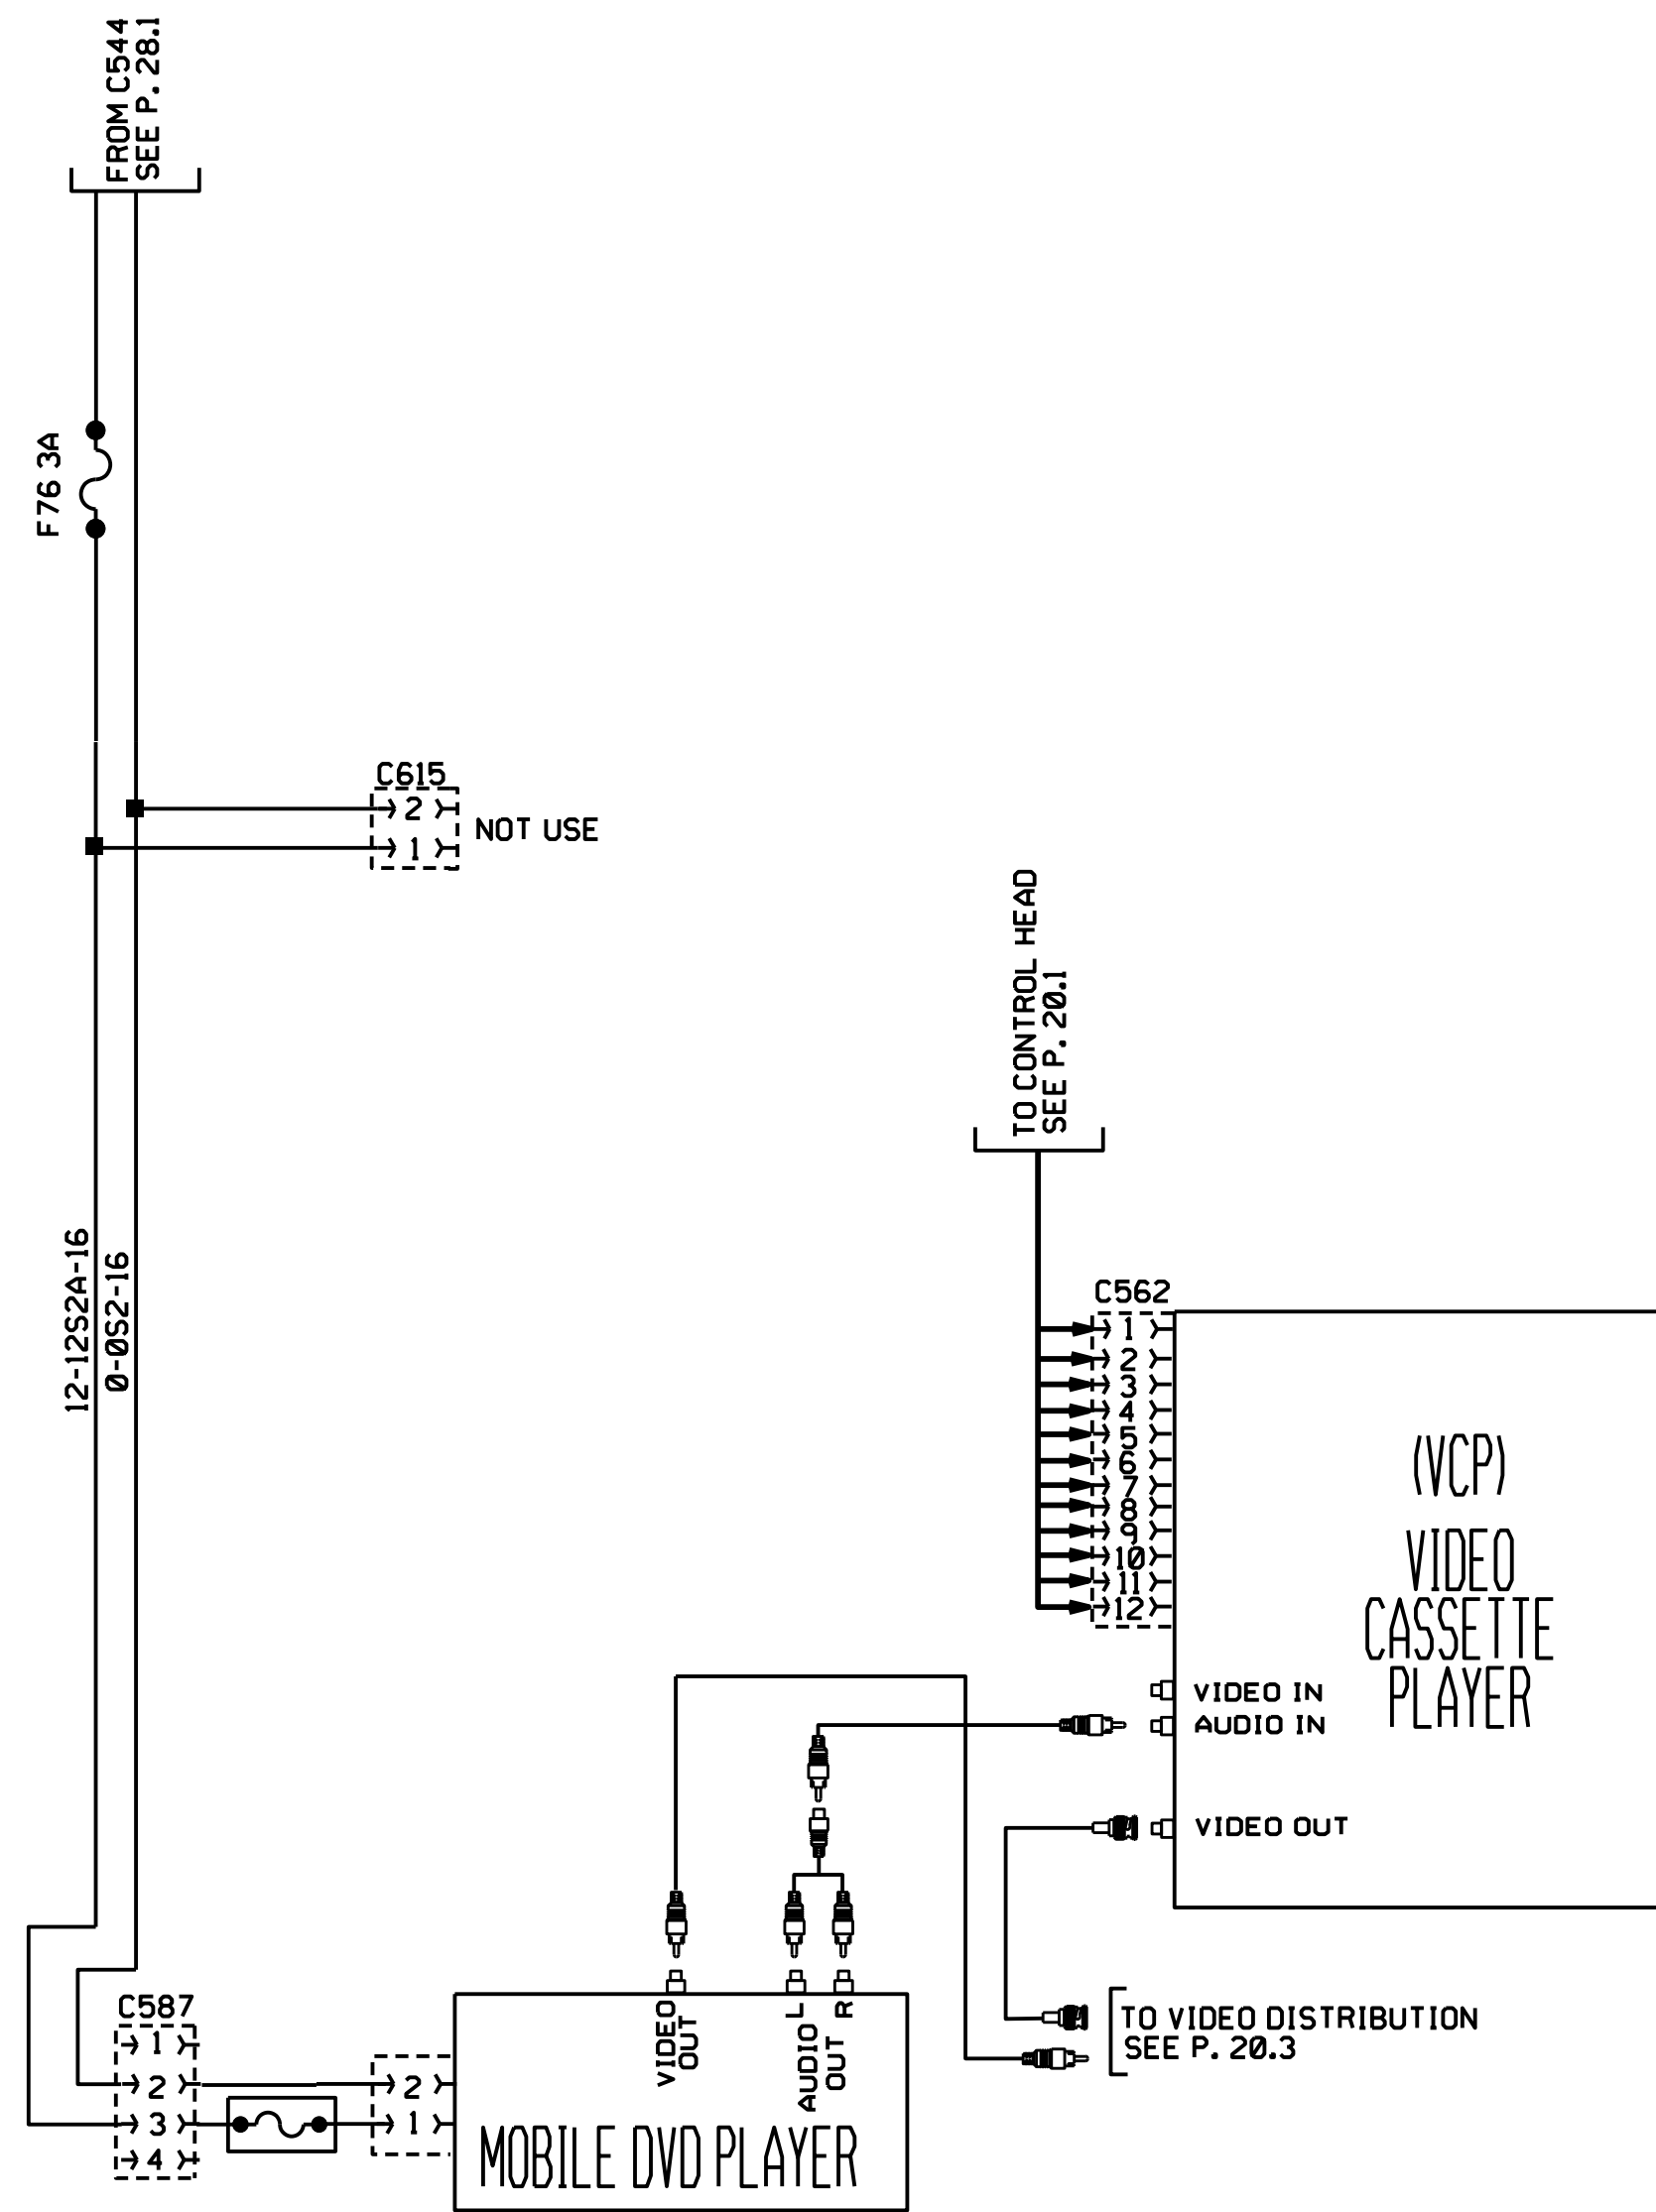 FROM C544
SEE P. 28.1
F76 3A
C615
2
1
NOT USE
TO CONTROL HEAD
SEE P. 20.1
12-12S2A-16
0-0S2-16
C562
1
2
3
4
5
6
7
8
9
10
11
12
(VCP)
VIDEO
CASSETTE
PLAYER
VIDEO IN
AUDIO IN
VIDEO OUT
C587
1
2
3
4
2
1
VIDEO
OUT
L
R
AUDIO
OUT
MOBILE DVD PLAYER
TO VIDEO DISTRIBUTION
SEE P. 20.3